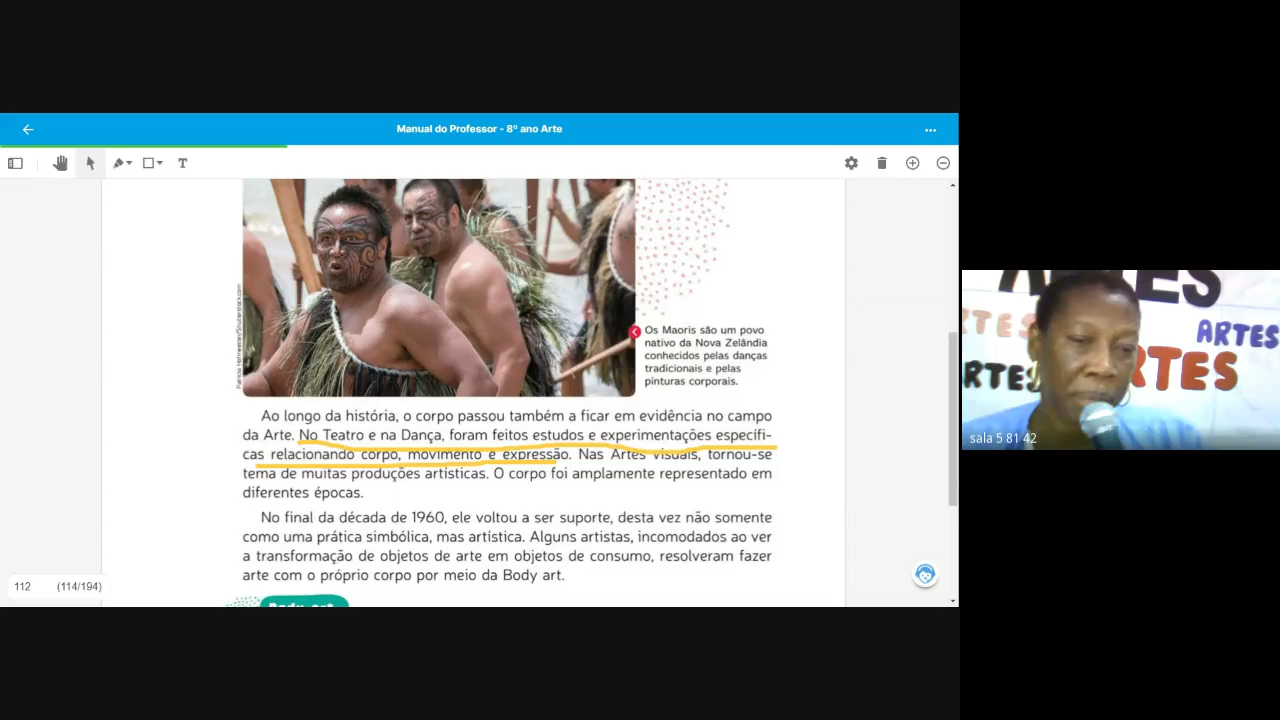 Manual do Professor - 8º ano Arte
T
Os Maoris são um povo
nativo da Nova Zelândia
conhecidos pelas danças
tradicionais e pelas
pinturas corporais.
Ao longo da história, o corpo passou também a ficar em evidência no campo
da Arte. No Teatro e na Dança, foram feitos estudos e experimentações específi-
cas relacionando corpo, movimento e expressão. Nas Artes Visuais, tornou-se
tema de muitas produções artísticas. O corpo foi amplamente representado em
diferentes épocas.
No final da década de 1960, ele voltou a ser suporte, desta vez não somente
como uma prática simbólica, mas artística. Alguns artistas, incomodados ao ver
a transformação de objetos de arte em objetos de consumo, resolveram fazer
arte com o próprio corpo por meio da Body art.
Body art
112 (114/194)
ARTES
ARTES
sala 5 81 42